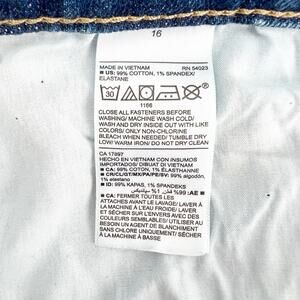 16
MADE IN VIETNAM RN 54023
■ US: 99% COTTON, 1% SPANDEX/
ELASTANE
30
1166
CLOSE ALL FASTENERS BEFORE
WASHING/ MACHINE WASH COLD/
WASH AND DRY INSIDE OUT WITH LIKE
COLORS/ ONLY NON-CHLORINE
BLEACH WHEN NEEDED/ TUMBLE DRY
LOW/ WARM IRON/ DO NOT DRY CLEAN
CA 17897
HECHO EN VIETNAM CON INSUMOS
IMPORTADOS/ DIBUAT DI VIETNAM
■ CA: 99% COTON, 1% ELASTHANNE
■ CR/CL/GT/MX/PA/PE/SV: 99% algodón,
1% elastano
■ ID: 99% KAPAS, 1% SPANDEKS
■ AE: 99%
■ CA: FERMER TOUTES LES
ATTACHES AVANT LE LAVAGE/ LAVER À
LA MACHINE À L'EAU FROIDE/ LAVER
ET SÉCHER À L'ENVERS AVEC DES
COULEURS SEMBLABLES/ UTILISER AU
BESOIN UN AGENT DE BLANCHIMENT
SANS CHLORE SEULEMENT/ SÉCHER
À LA MACHINE À BASSE